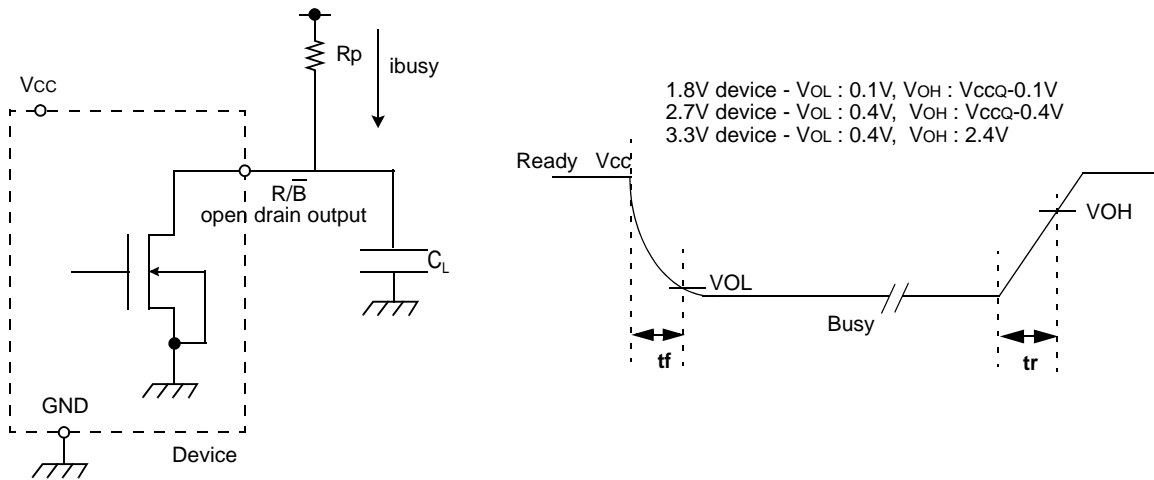 Rp
ibusy
VCC
R/B̅
open drain output
CL
GND
Device
1.8V device - VOL : 0.1V, VOH : VCCQ-0.1V
2.7V device - VOL : 0.4V, VOH : VCCQ-0.4V
3.3V device - VOL : 0.4V, VOH : 2.4V
Ready Vcc
VOH
VOL
Busy
tf
tr